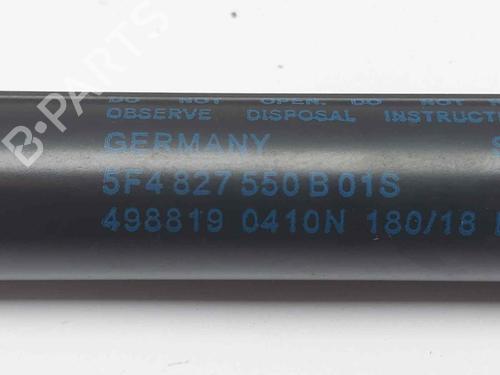 B-PARTS
DO NOT OPEN. DO NOT
OBSERVE DISPOSAL INSTRUCT
GERMANY S
5F4 827 550 B 01S
498819 0410N 180/18